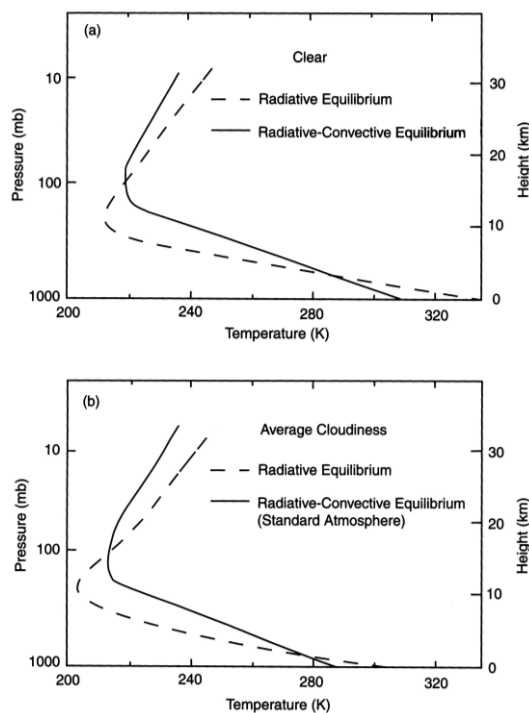 (a)
Clear
Radiative Equilibrium
Radiative-Convective Equilibrium
Pressure (mb)
10
100
1000
Height (km)
30
20
10
0
200
240
280
320
Temperature (K)
(b)
Average Cloudiness
Radiative Equilibrium
Radiative-Convective Equilibrium
(Standard Atmosphere)
Pressure (mb)
10
100
1000
Height (km)
30
20
10
0
200
240
280
320
Temperature (K)